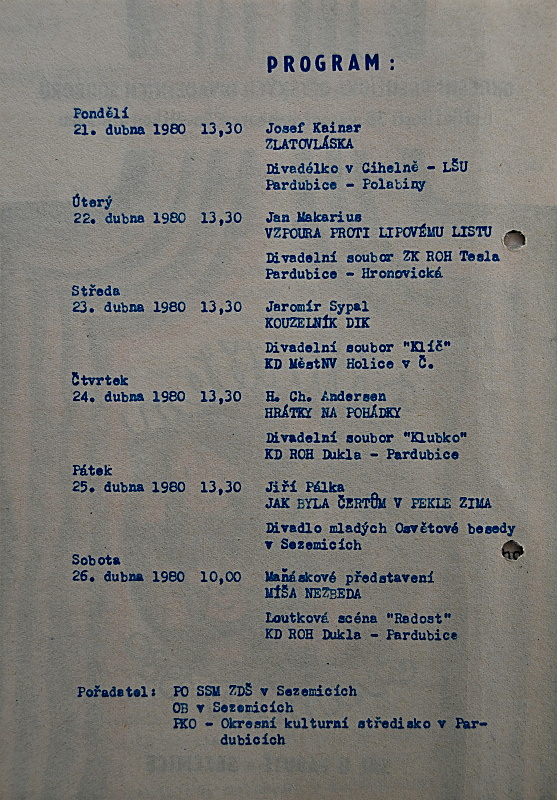 PROGRAM:
Pondělí
21. dubna 1980 13,30 Josef Kainar
ZLATOVLÁSKA
Divadélko v Cihelně - LŠU
Pardubice - Polabiny
Úterý
22. dubna 1980 13,30 Jan Makarius
VZPOURA PROTI LIPOVÉMU LISTU
Divadelní soubor ZK ROH Tesla
Pardubice - Hronovická
Středa
23. dubna 1980 13,30 Jaromír Sypal
KOUZELNÍK DIK
Divadelní soubor "Klíč"
KD MěstNV Holice v Č.
Čtvrtek
24. dubna 1980 13,30 H. Ch. Andersen
HRÁTKY NA POHÁDKY
Divadelní soubor "Klubko"
KD ROH Dukla - Pardubice
Pátek
25. dubna 1980 13,30 Jiří Pálka
JAK BYLA ČERTŮM V PEKLE ZIMA
Divadlo mladých Osvětové besedy
v Sezemicích
Sobota
26. dubna 1980 10,00 Maňáskové představení
MÍŠA NEZBEDA
Loutková scéna "Radost"
KD ROH Dukla - Pardubice
Pořadatel: PO SSM ZDŠ v Sezemicích
OB v Sezemicích
PKO - Okresní kulturní středisko v Par-
dubicích